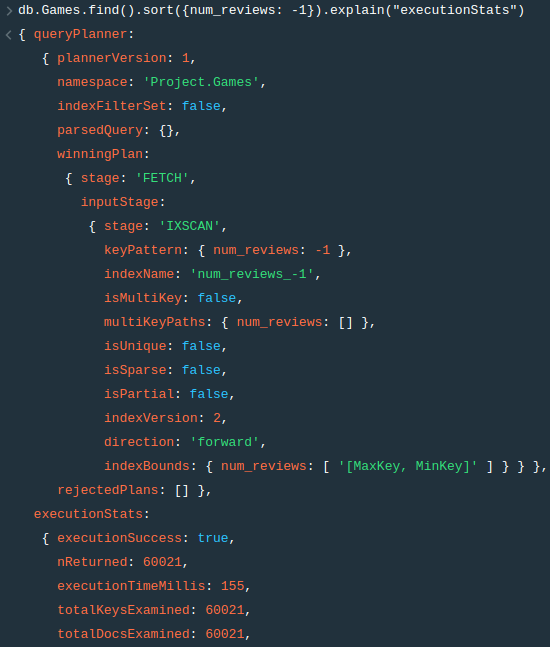 > db.Games.find().sort({num_reviews: -1}).explain("executionStats")
< { queryPlanner:
{ plannerVersion: 1,
namespace: 'Project.Games',
indexFilterSet: false,
parsedQuery: {},
winningPlan:
{ stage: 'FETCH',
inputStage:
{ stage: 'IXSCAN',
keyPattern: { num_reviews: -1 },
indexName: 'num_reviews_-1',
isMultiKey: false,
multiKeyPaths: { num_reviews: [] },
isUnique: false,
isSparse: false,
isPartial: false,
indexVersion: 2,
direction: 'forward',
indexBounds: { num_reviews: [ '[MaxKey, MinKey]' ] } } },
rejectedPlans: [] },
executionStats:
{ executionSuccess: true,
nReturned: 60021,
executionTimeMillis: 155,
totalKeysExamined: 60021,
totalDocsExamined: 60021,